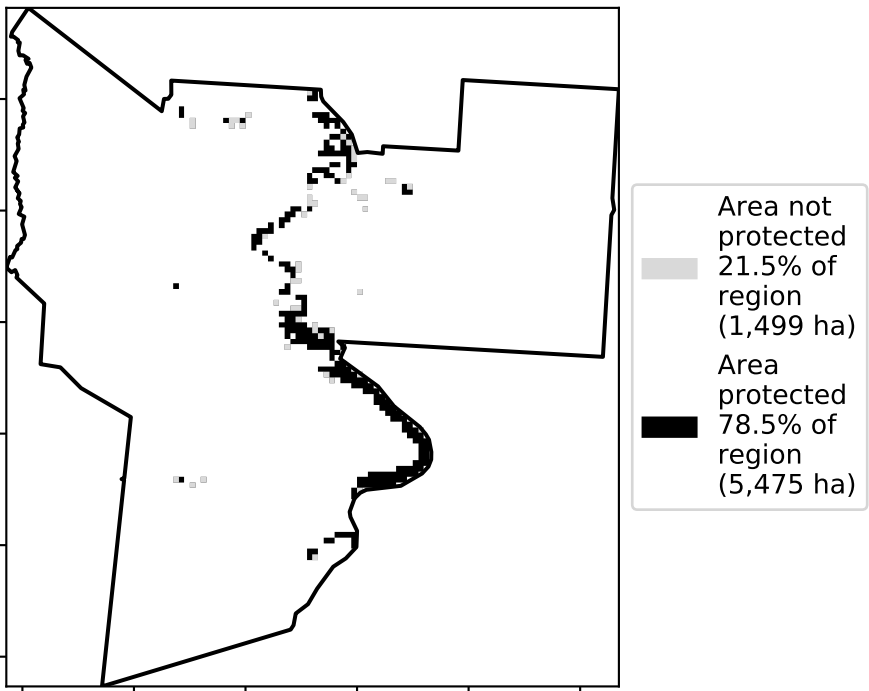 Area not
protected
21.5% of
region
(1,499 ha)
Area
protected
78.5% of
region
(5,475 ha)